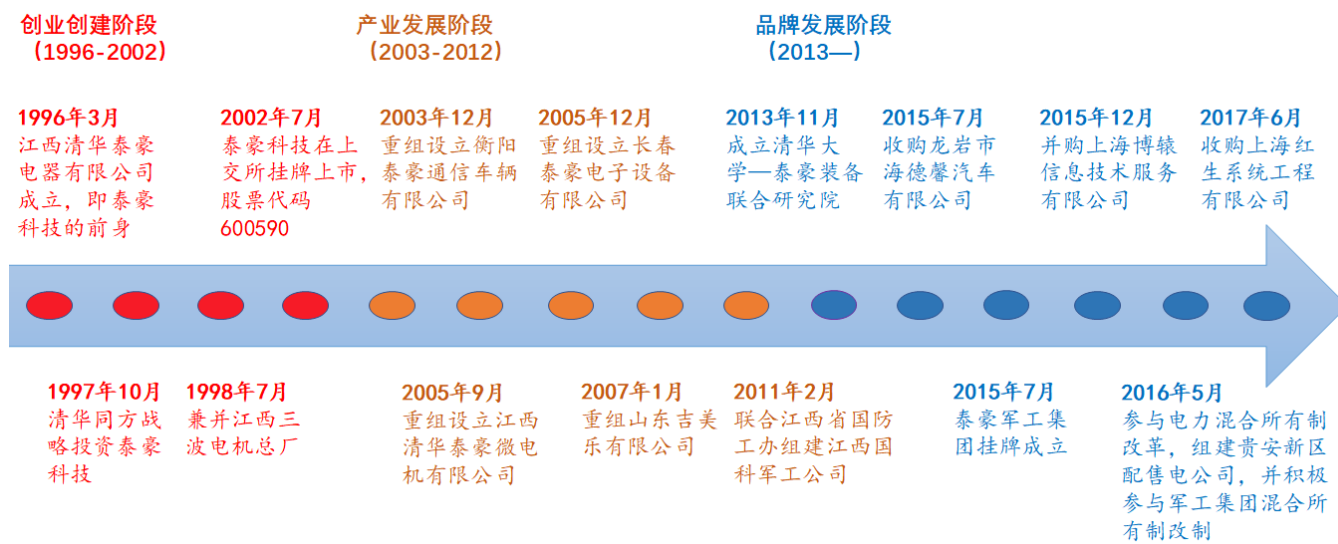 创业创建阶段
（1996-2002）
产业发展阶段
（2003-2012）
品牌发展阶段
（2013—）
1996年3月
江西清华泰豪
电器有限公司
成立，即泰豪
科技的前身
2002年7月
泰豪科技在上
交所挂牌上市，
股票代码
600590
2003年12月
重组设立衡阳
泰豪通信车辆
有限公司
2005年12月
重组设立长春
泰豪电子设备
有限公司
2013年11月
成立清华大
学—泰豪装备
联合研究院
2015年7月
收购龙岩市
海德馨汽车
有限公司
2015年12月
并购上海博辕
信息技术服务
有限公司
2017年6月
收购上海红
生系统工程
有限公司
1997年10月
清华同方战
略投资泰豪
科技
1998年7月
兼并江西三
波电机总厂
2005年9月
重组设立江西
清华泰豪微电
机有限公司
2007年1月
重组山东吉美
乐有限公司
2011年2月
联合江西省国防
工办组建江西国
科军工公司
2015年7月
泰豪军工集
团挂牌成立
2016年5月
参与电力混合所有制
改革，组建贵安新区
配售电公司，并积极
参与军工集团混合所
有制改制